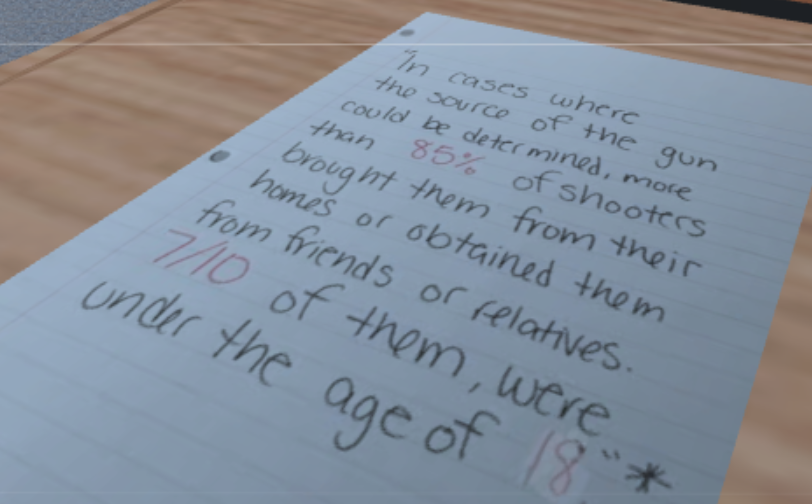 "In cases where
the source of the gun
could be determined, more
than 85% of shooters
brought them from their
homes or obtained them
from friends or relatives.
7/10 of them, were
under the age of 18."*